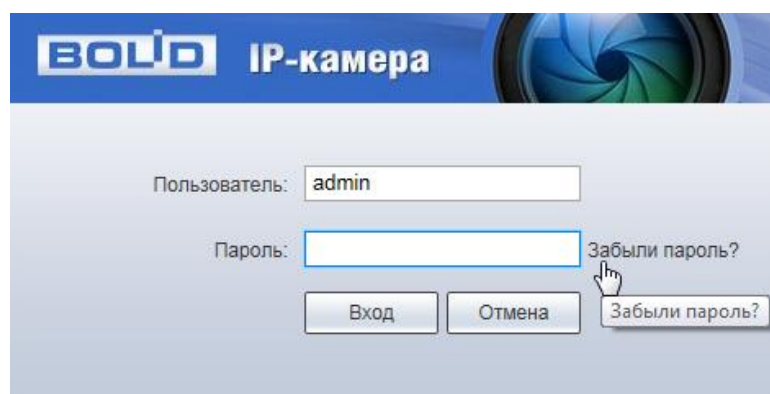 BOLID IP-камера
Пользователь: admin
Пароль: Забыли пароль?
Вход Отмена Забыли пароль?